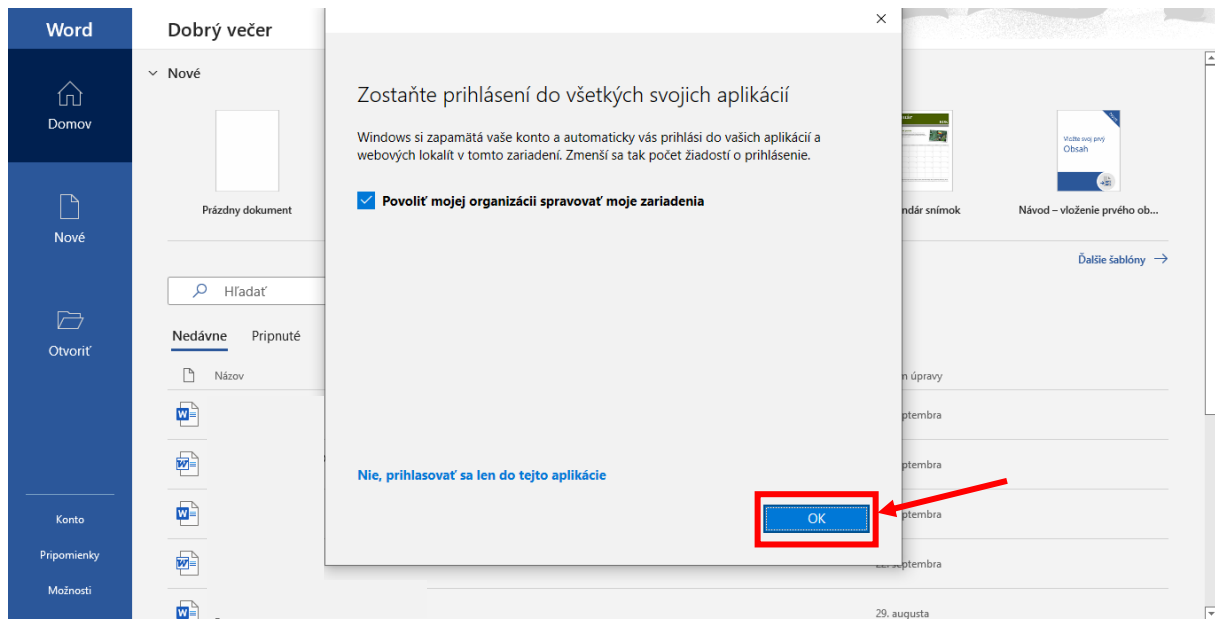 Word
Dobrý večer
Domov
Nové
Otvoriť
Konto
Pripomienky
Možnosti
Nové
Prázdny dokument
ndár snímok
Vložte svoj prvý
Obsah
Návod – vloženie prvého ob...
Ďalšie šablóny
Hľadať
Nedávne Pripnuté
Názov
úpravy
ptembra
ptembra
ptembra
septembra
29. augusta
Zostaňte prihlásení do všetkých svojich aplikácií
Windows si zapamätá vaše konto a automaticky vás prihlási do vašich aplikácií a
webových lokalít v tomto zariadení. Zmenší sa tak počet žiadostí o prihlásenie.
Povoliť mojej organizácii spravovať moje zariadenia
Nie, prihlasovať sa len do tejto aplikácie
OK